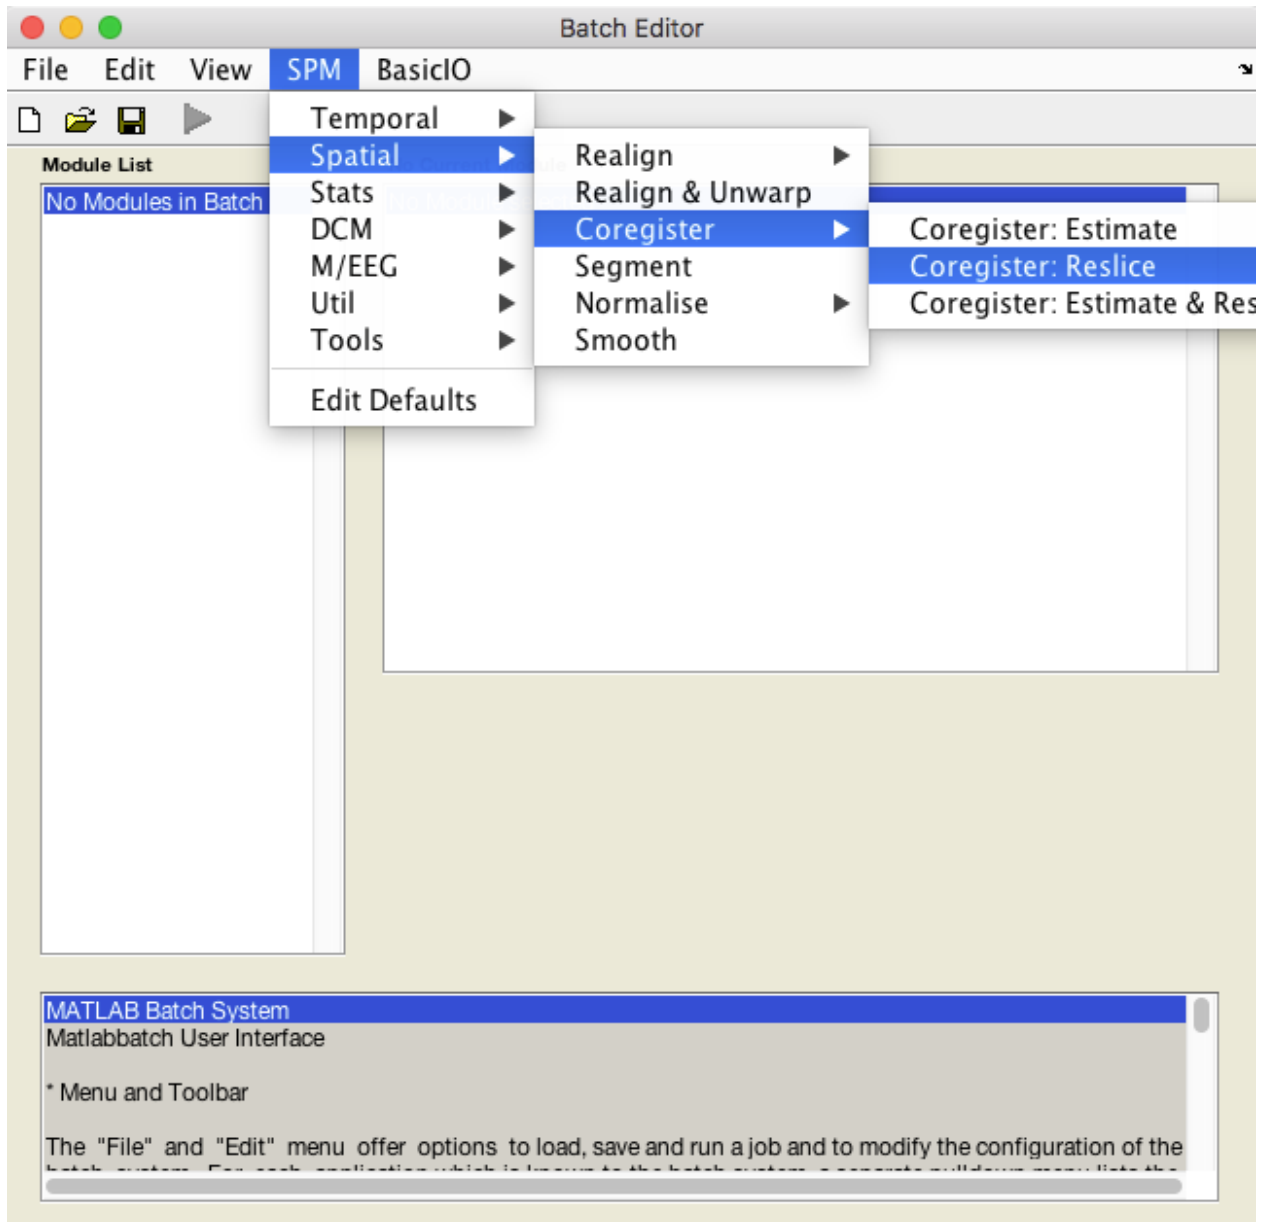 Batch Editor
File Edit View SPM BasicIO
Temporal
Spatial
Stats
DCM
M/EEG
Util
Tools
Edit Defaults
Realign
Realign & Unwarp
Coregister
Segment
Normalise
Smooth
Coregister: Estimate
Coregister: Reslice
Coregister: Estimate & Res
Module List
No Modules in Batch
MATLAB Batch System
Matlabbatch User Interface
* Menu and Toolbar
The "File" and "Edit" menu offer options to load, save and run a job and to modify the configuration of the